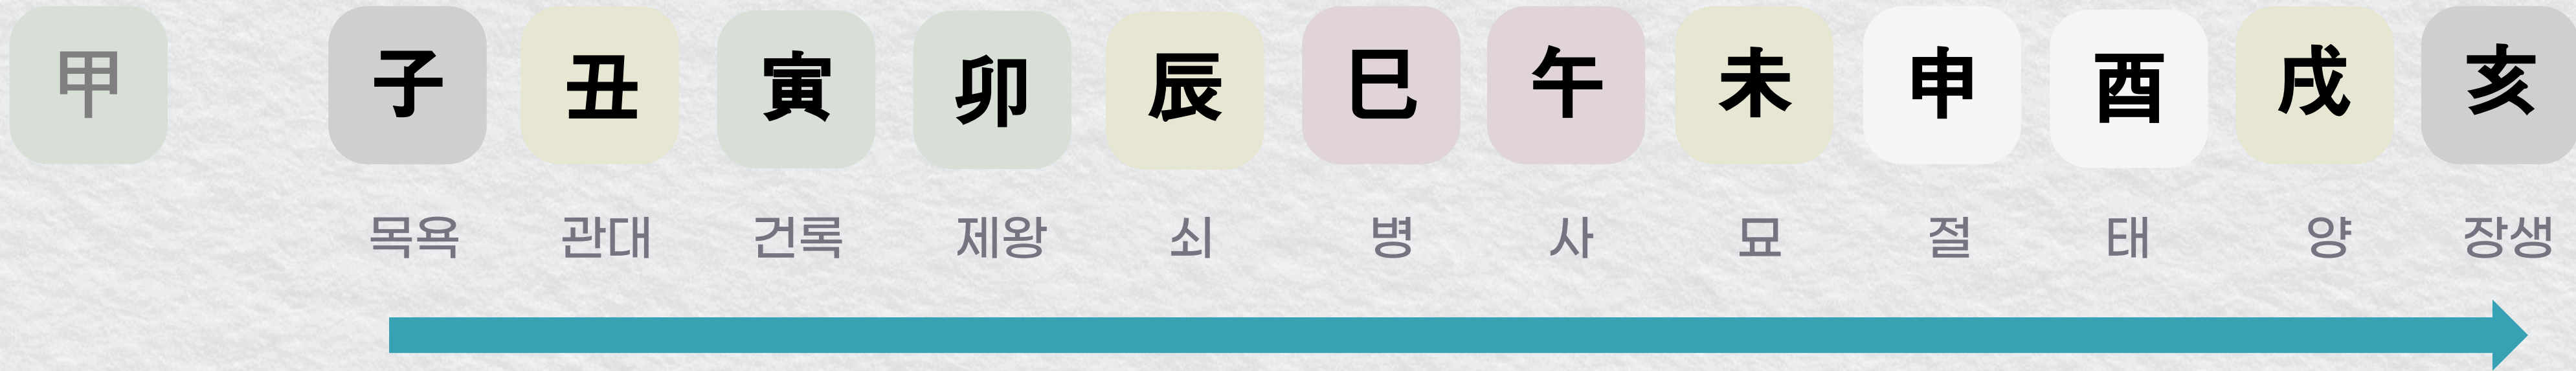 甲 子 丑 寅 卯 辰 巳 午 未 申 酉 戌 亥
목욕 관대 건록 제왕 쇠 병 사 묘 절 태 양 장생